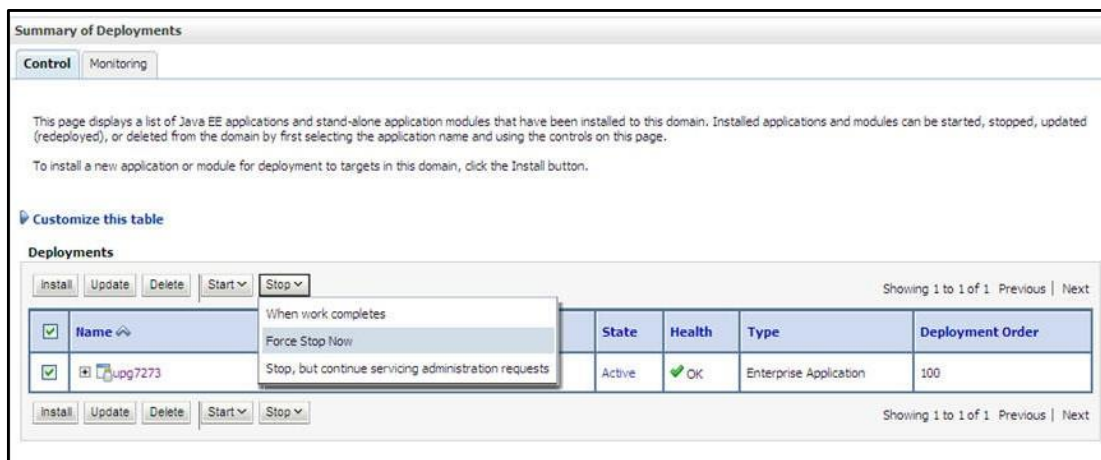 Summary of Deployments
Control Monitoring
This page displays a list of Java EE applications and stand-alone application modules that have been installed to this domain. Installed applications and modules can be started, stopped, updated
(redeployed), or deleted from the domain by first selecting the application name and using the controls on this page.
To install a new application or module for deployment to targets in this domain, click the Install button.
Customize this table
Deployments
Install Update Delete Start Stop Showing 1 to 1 of 1 Previous | Next
When work completes
Name State Health Type Deployment Order
Force Stop Now
Stop, but continue servicing administration requests
upg7273 Active OK Enterprise Application 100
Install Update Delete Start Stop Showing 1 to 1 of 1 Previous | Next